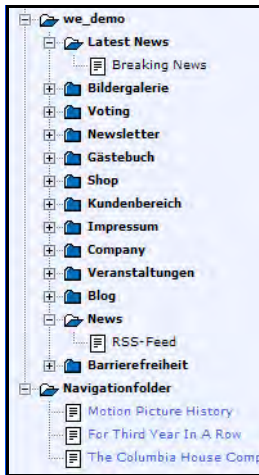 we_demo
Latest News
Breaking News
Bildergalerie
Voting
Newsletter
Gästebuch
Shop
Kundenbereich
Impressum
Company
Veranstaltungen
Blog
News
RSS-Feed
Barrierefreiheit
Navigationfolder
Motion Picture History
For Third Year In A Row
The Columbia House Comp